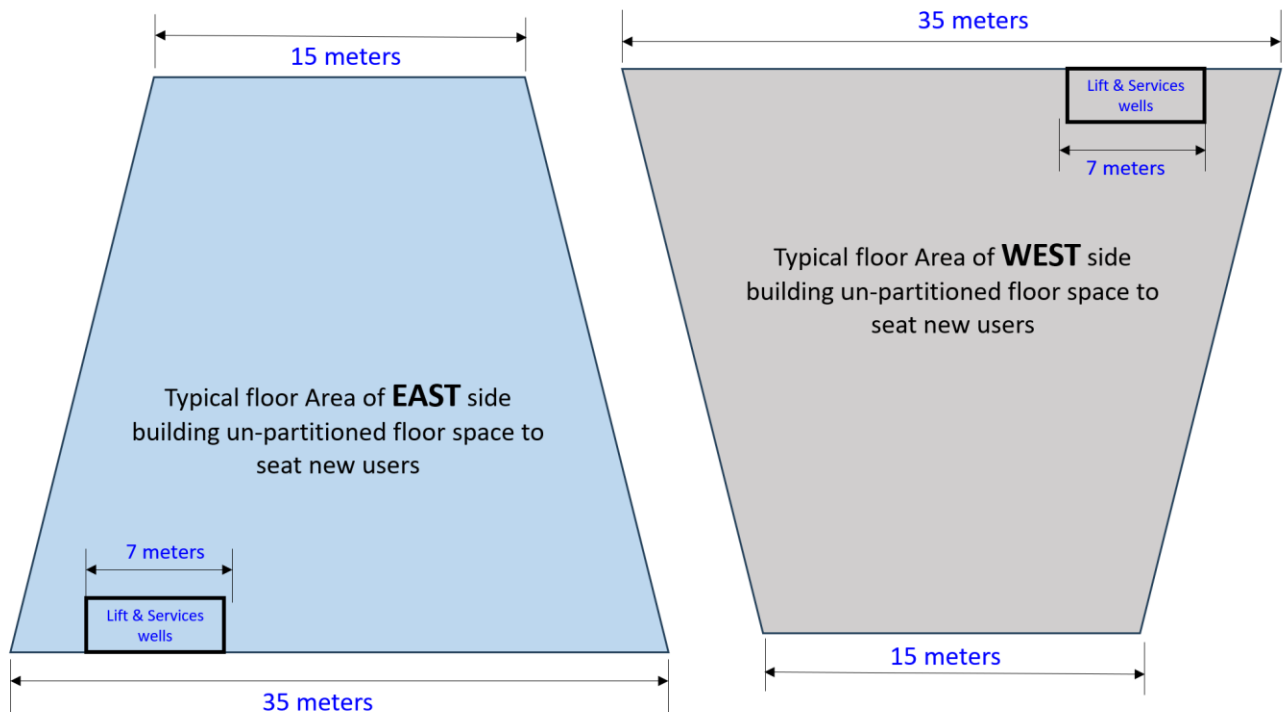 15 meters
Typical floor Area of EAST side
building un-partitioned floor space to
seat new users
7 meters
Lift & Services
wells
35 meters
35 meters
Lift & Services
wells
7 meters
Typical floor Area of WEST side
building un-partitioned floor space to
seat new users
15 meters